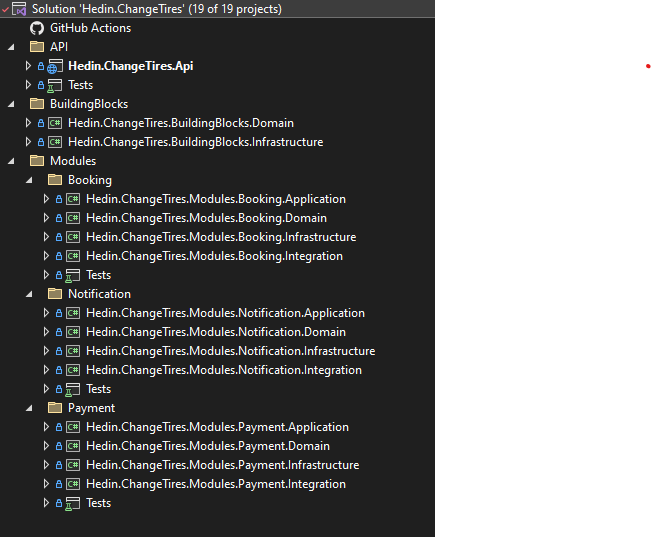 Solution 'Hedin.ChangeTires' (19 of 19 projects)
GitHub Actions
API
Hedin.ChangeTires.Api
Tests
BuildingBlocks
C# Hedin.ChangeTires.BuildingBlocks.Domain
C# Hedin.ChangeTires.BuildingBlocks.Infrastructure
Modules
Booking
C# Hedin.ChangeTires.Modules.Booking.Application
C# Hedin.ChangeTires.Modules.Booking.Domain
C# Hedin.ChangeTires.Modules.Booking.Infrastructure
C# Hedin.ChangeTires.Modules.Booking.Integration
Tests
Notification
C# Hedin.ChangeTires.Modules.Notification.Application
C# Hedin.ChangeTires.Modules.Notification.Domain
C# Hedin.ChangeTires.Modules.Notification.Infrastructure
C# Hedin.ChangeTires.Modules.Notification.Integration
Tests
Payment
C# Hedin.ChangeTires.Modules.Payment.Application
C# Hedin.ChangeTires.Modules.Payment.Domain
C# Hedin.ChangeTires.Modules.Payment.Infrastructure
C# Hedin.ChangeTires.Modules.Payment.Integration
Tests